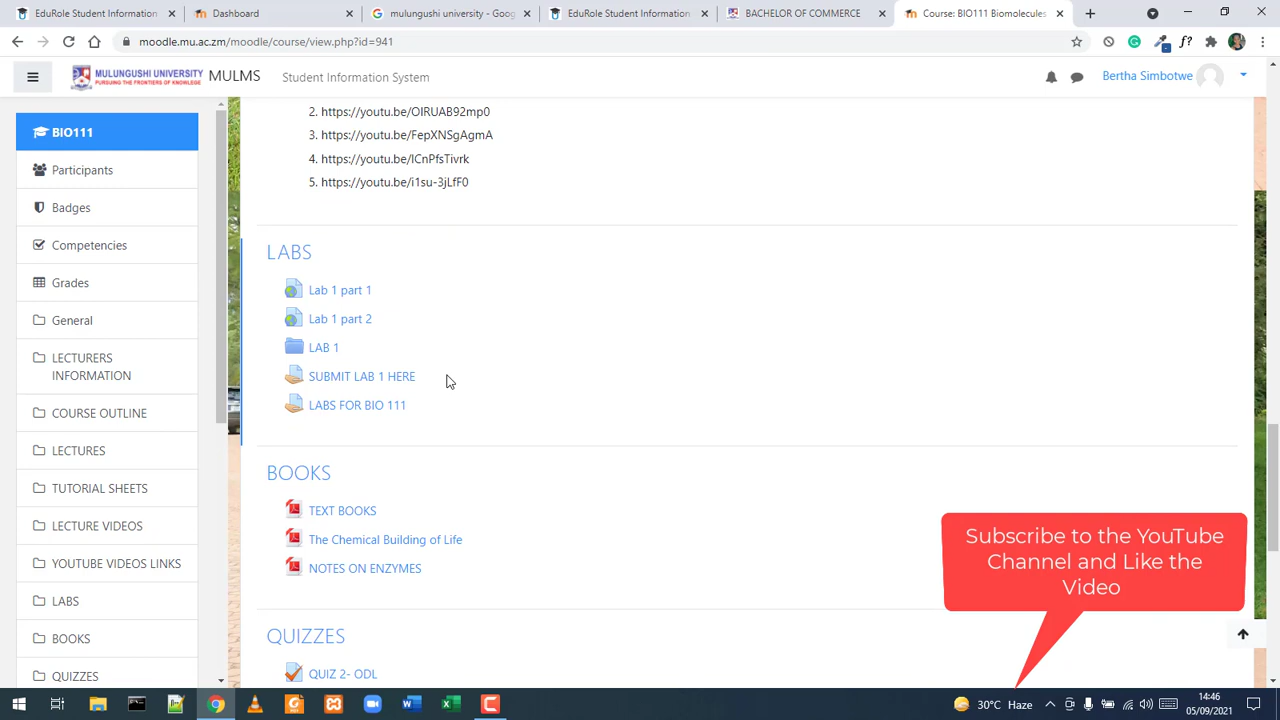 EduRole Student Information
Dashboard
mulungushi university - Goog
EduRole Student Information
BACHELOR OF COMMERCE
Course: BIO111 Biomolecules
moodle.mu.ac.zm/moodle/course/view.php?id=941
MULUNGUSHI UNIVERSITY
PURSUING THE FRONTIERS OF KNOWLEDGE
MULMS
Student Information System
Bertha Simbotwe
BIO111
Participants
Badges
Competencies
Grades
General
LECTURERS
INFORMATION
COURSE OUTLINE
LECTURES
TUTORIAL SHEETS
LECTURE VIDEOS
YOUTUBE VIDEOS LINKS
LABS
BOOKS
QUIZZES
2. https://youtu.be/OIRUAB92mp0
3. https://youtu.be/FepXNSgAgmA
4. https://youtu.be/ICnPfsTivrk
5. https://youtu.be/i1su-3jLfF0
LABS
Lab 1 part 1
Lab 1 part 2
LAB 1
SUBMIT LAB 1 HERE
LABS FOR BIO 111
BOOKS
TEXT BOOKS
The Chemical Building of Life
NOTES ON ENZYMES
QUIZZES
QUIZ 2- ODL
Subscribe to the YouTube
Channel and Like the
Video
30°C Haze
14:46
05/09/2021